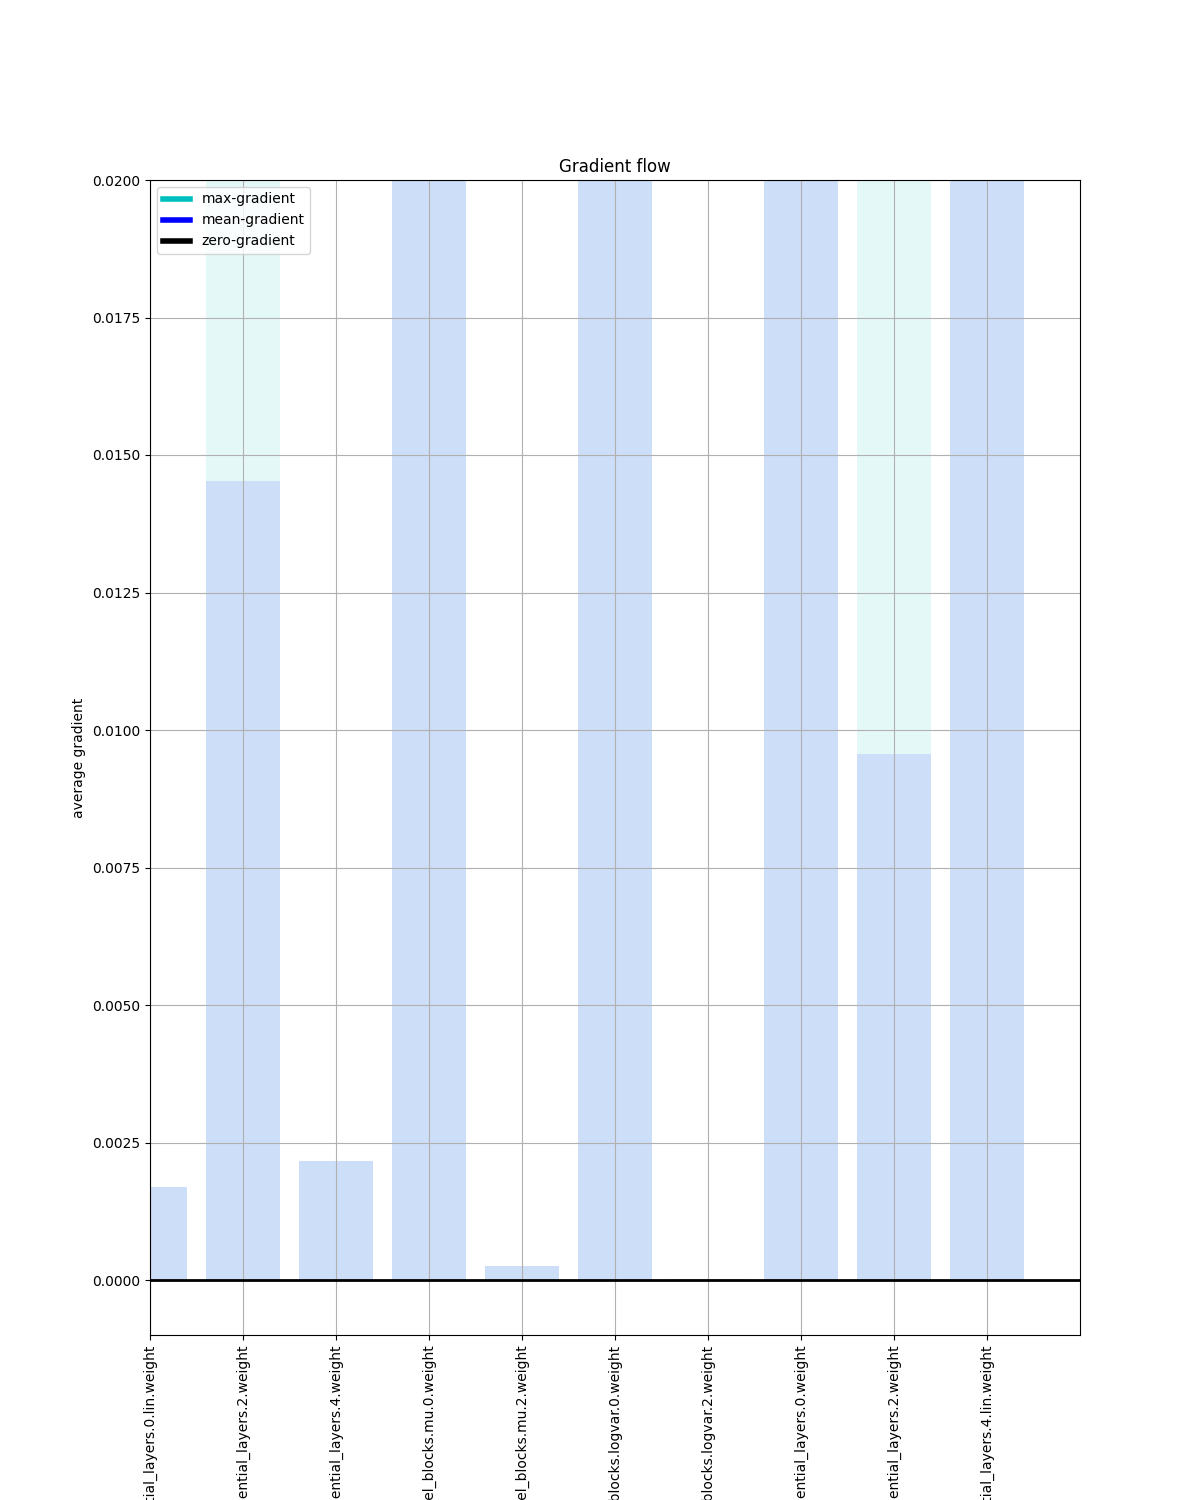 Gradient flow
max-gradient
mean-gradient
zero-gradient
0.0200
0.0175
0.0150
0.0125
0.0100
0.0075
0.0050
0.0025
0.0000
average gradient
tial_layers.0.lin.weight
ential_layers.2.weight
ential_layers.4.weight
el_blocks.mu.0.weight
el_blocks.mu.2.weight
blocks.logvar.0.weight
blocks.logvar.2.weight
ential_layers.0.weight
ential_layers.2.weight
tial_layers.4.lin.weight